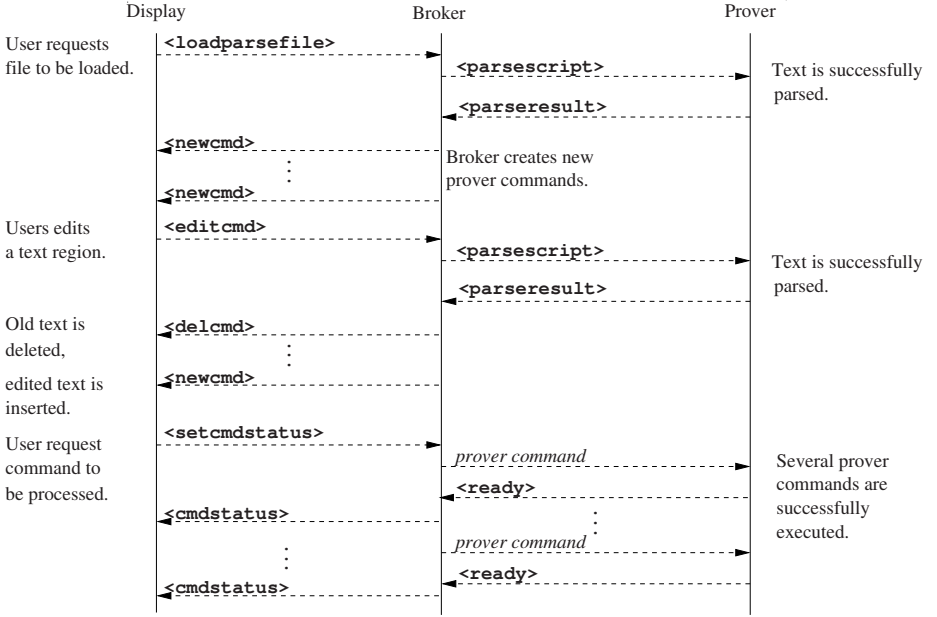 Display Broker Prover
User requests
file to be loaded.
<loadparsefile>
<parsescript>
Text is successfully
parsed.
<parseresult>
<newcmd>
Broker creates new
prover commands.
<newcmd>
Users edits
a text region.
<editcmd>
<parsescript>
Text is successfully
parsed.
<parseresult>
Old text is
deleted,
<delcmd>
edited text is
inserted.
<newcmd>
User request
command to
be processed.
<setcmdstatus>
prover command
Several prover
commands are
successfully
executed.
<ready>
<cmdstatus>
prover command
<ready>
<cmdstatus>